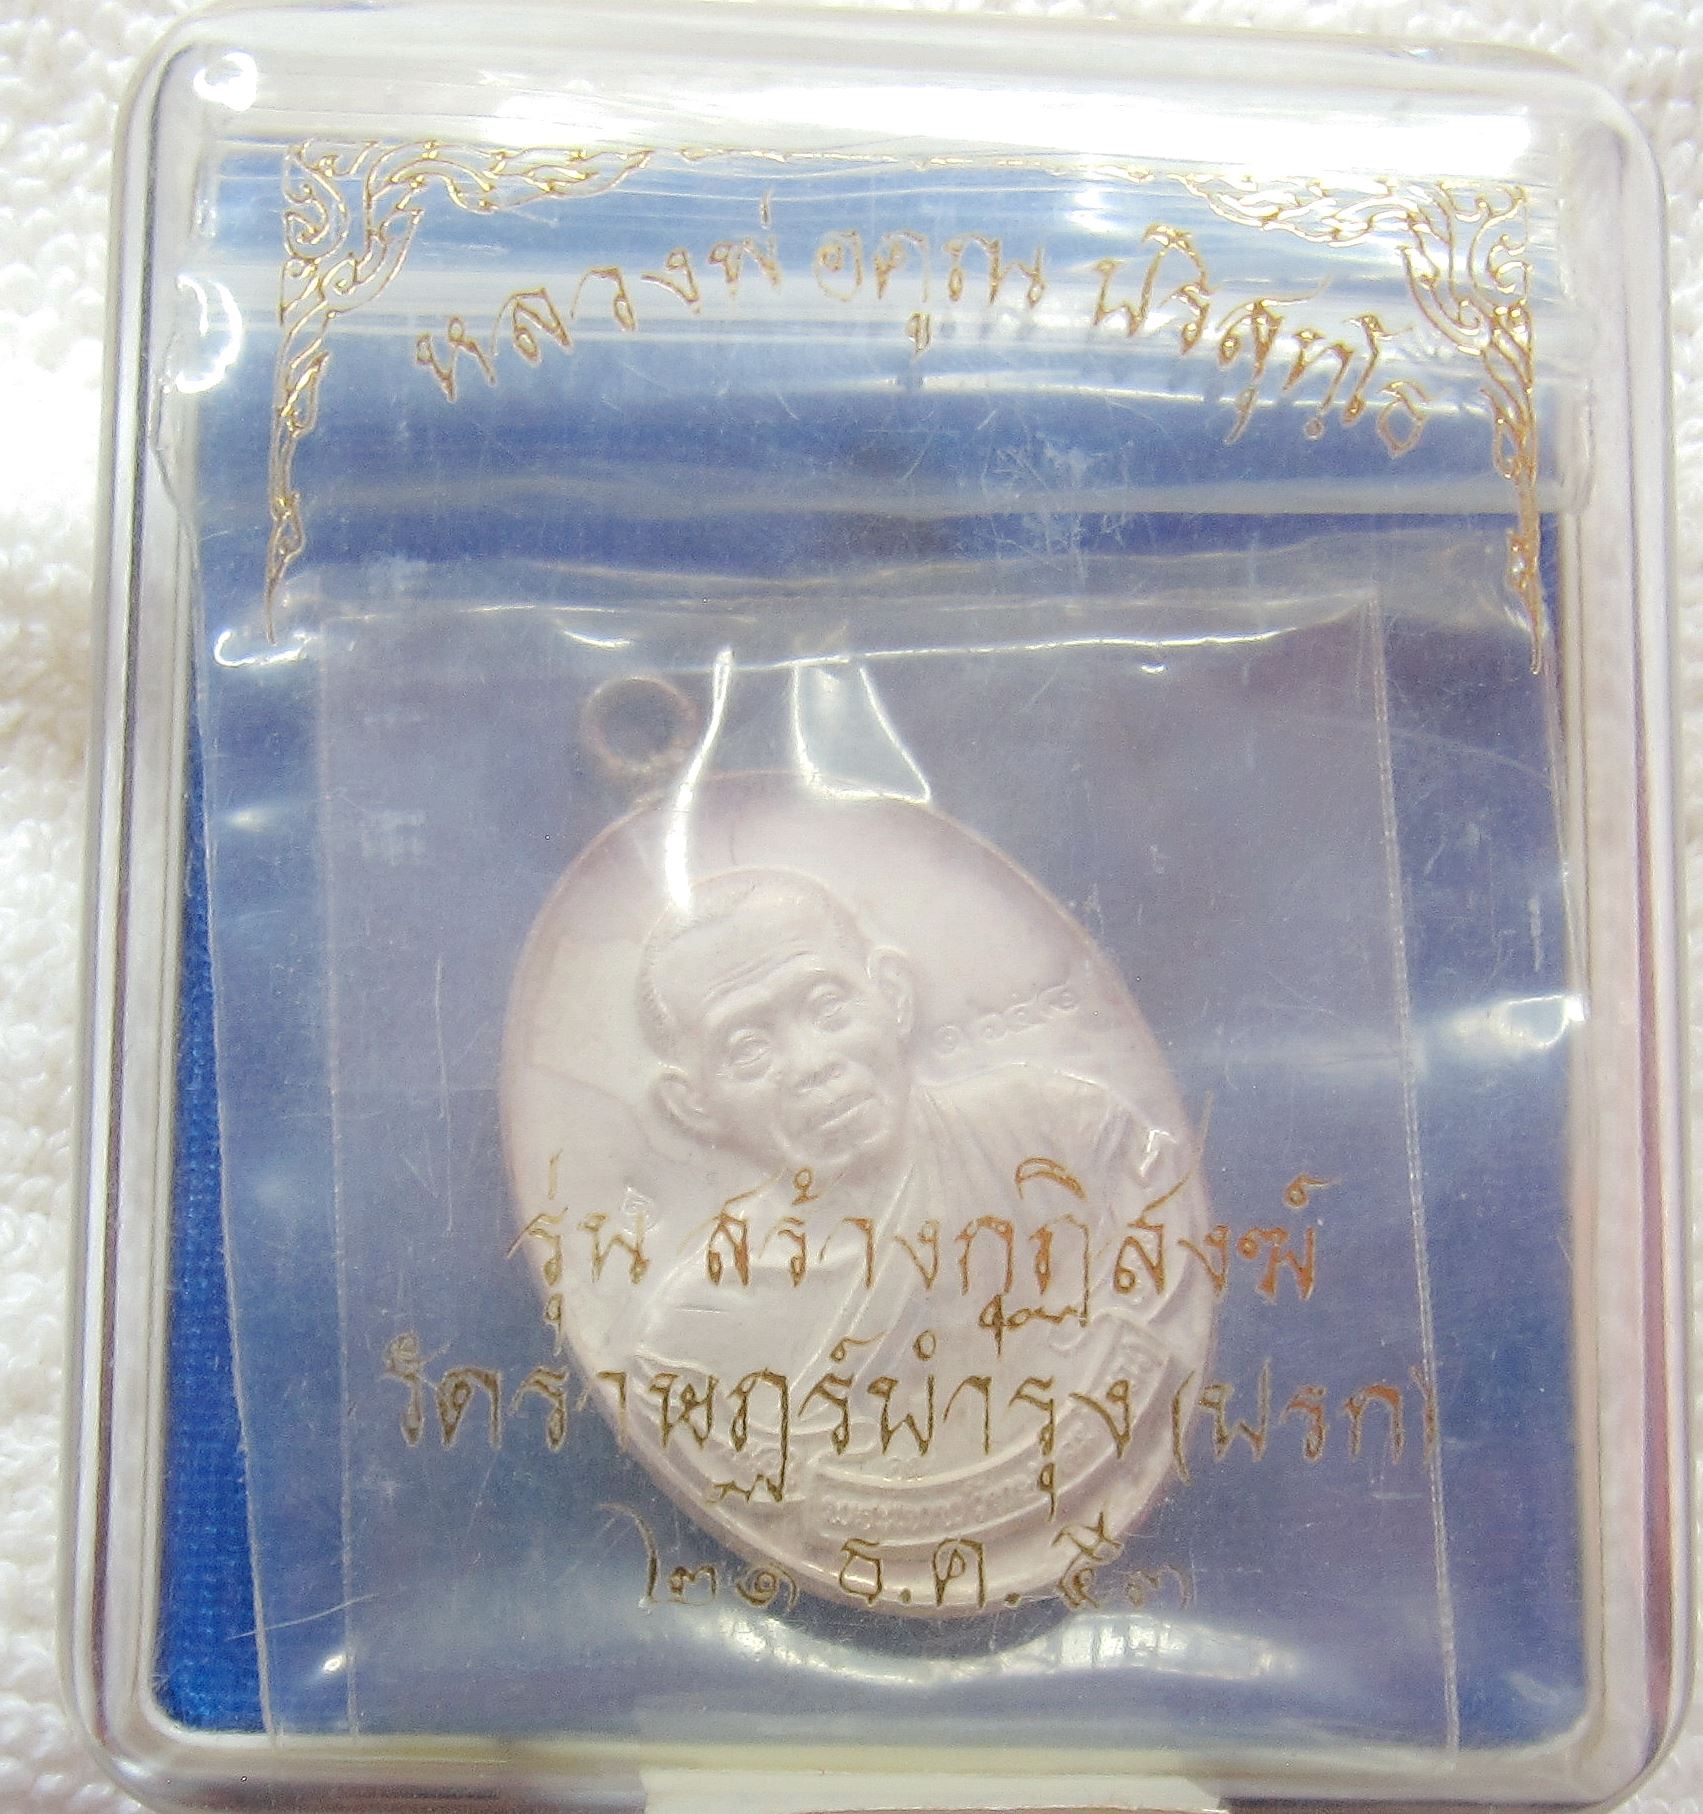 หลวงพ่อคูณ ปริสุทฺโธ
รุ่น สร้างกุฏิสงฆ์
วัดราษฎร์บำรุง (ปรก)
๒๑ ธ.ค. ๕๓